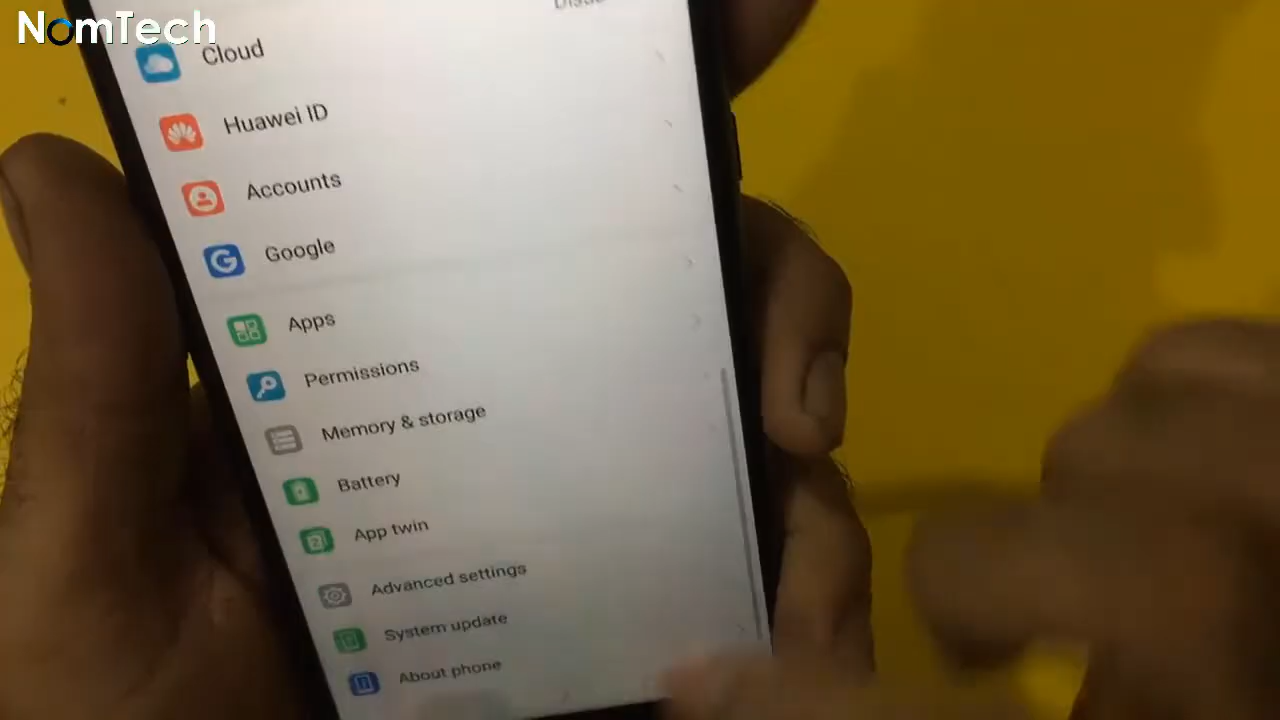 NomTech
Cloud
Huawei ID
Accounts
Google
Apps
Permissions
Memory & storage
Battery
App twin
Advanced settings
System update
About phone